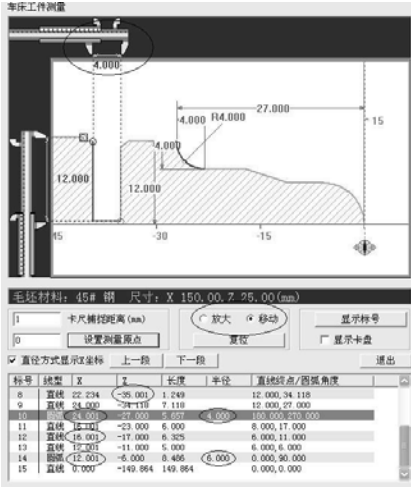 车床工件测量
4.000
27.000
4.000 R4.000
15
4.000
12.000
12.000
45 -30 -15
毛坯材料: 45# 钢 尺寸: X 150.00.Z 25.00(mm)
1 卡尺捕捉距离(mm) 放大 移动 显示标号
0 设置测量原点 复位 显示卡盘
直径方式显示X坐标 上一段 下一段 退出
标号 线型 X Z 长度 半径 直线终点/圆弧角度
8 直线 22.234 -35.001 1.249 12.000,34.118
9 直线 24.000 -34.118 7.118 12.000,27.000
10 圆弧 24.001 -27.000 5.657 4.000 180.000,270.000
11 直线 16.001 -23.000 6.000 8.000,17.000
12 直线 16.001 -17.000 6.325 6.000,11.000
13 直线 12.001 -11.000 5.000 6.000,6.000
14 圆弧 12.001 -6.000 8.486 6.000 0.000,90.000
15 直线 0.000 -149.864 149.864 0.000,0.000